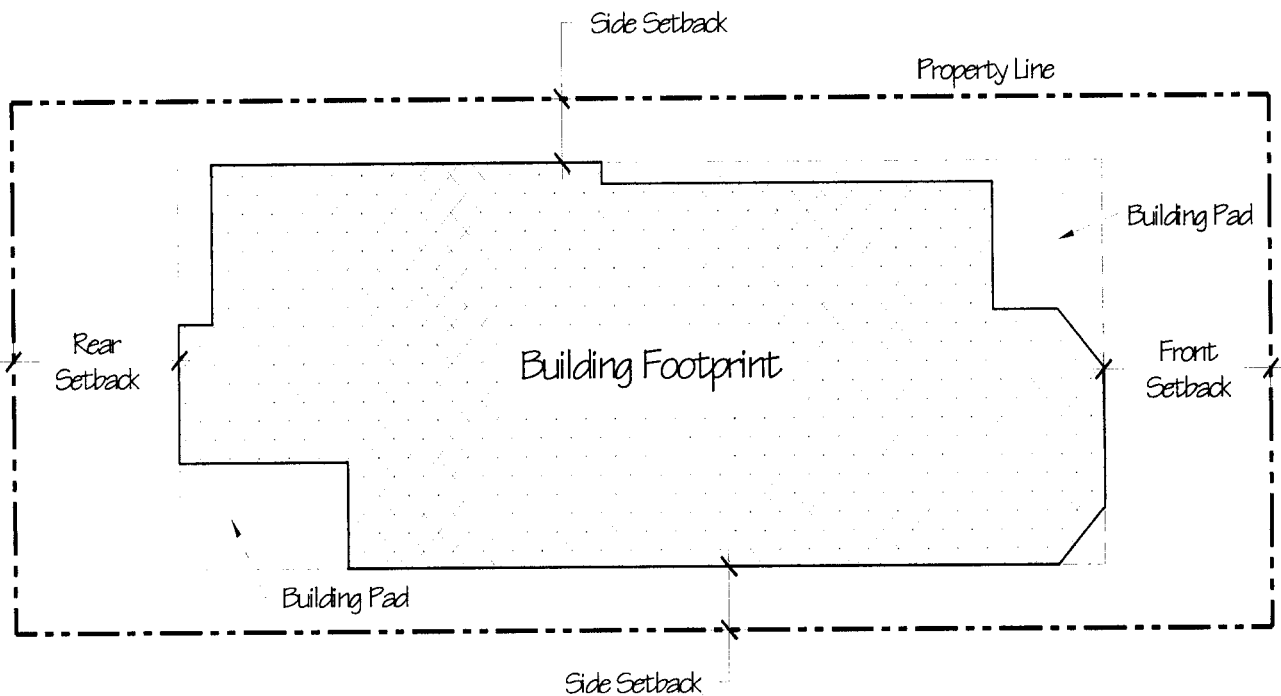 Side Setback
Property Line
Building Pad
Rear
Setback
Building Footprint
Front
Setback
Building Pad
Side Setback